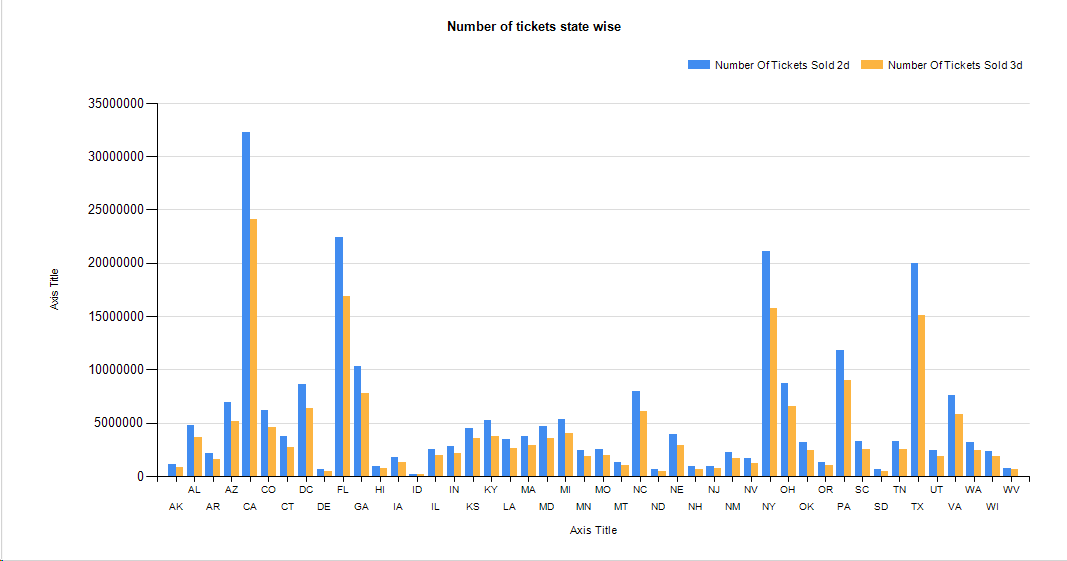 Number of tickets state wise
Number Of Tickets Sold 2d Number Of Tickets Sold 3d
35000000
30000000
25000000
20000000
15000000
10000000
5000000
0
Axis Title
AL AZ CO DC FL HI ID IN KY MA MI MO NC NE NJ NV OH OR SC TN UT WA WV
AK AR CA CT DE GA IA IL KS LA MD MN MT ND NH NM NY OK PA SD TX VA WI
Axis Title